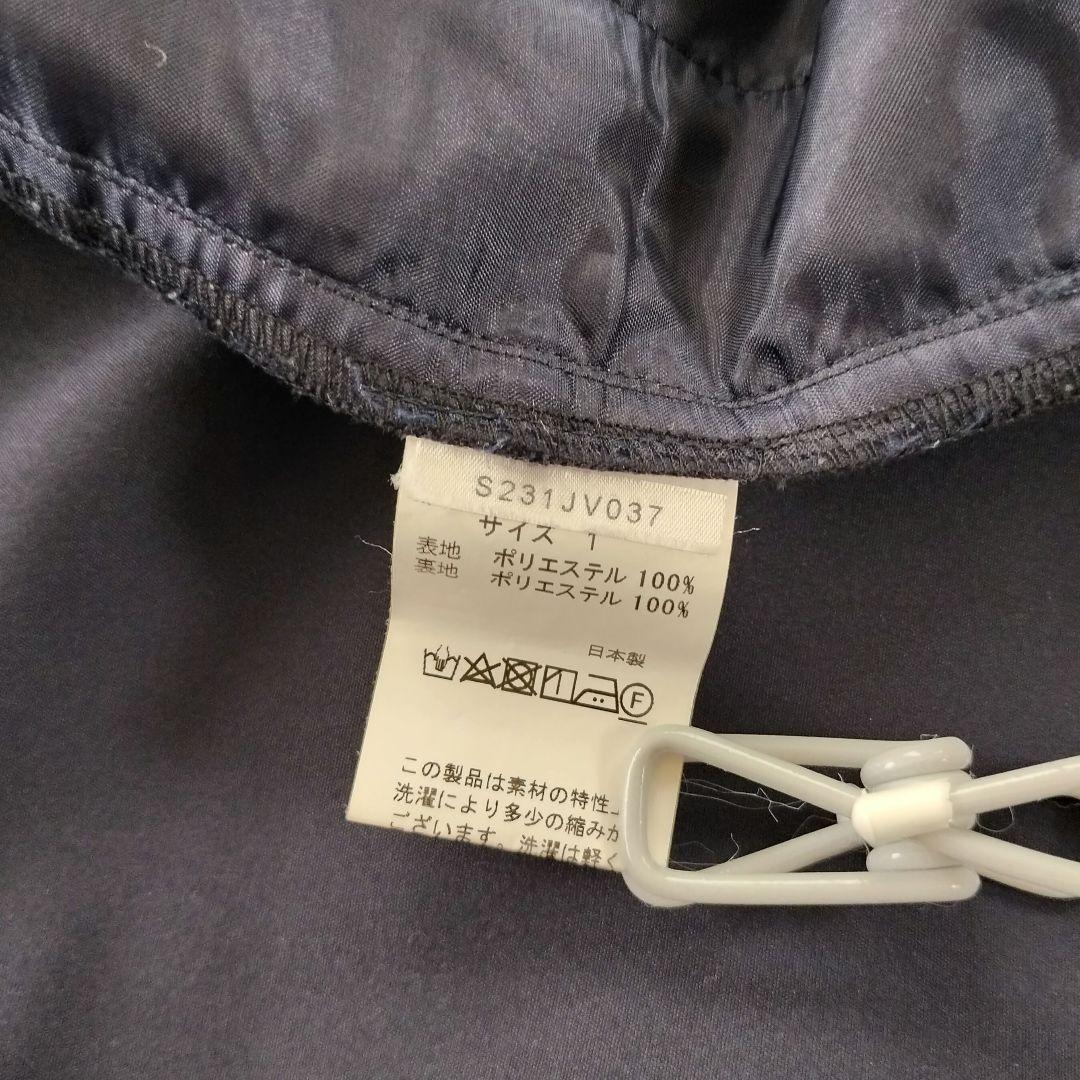 S231JV037
サイズ 1
表地 ポリエステル 100%
裏地 ポリエステル 100%
日本製
F
この製品は素材の特性上
洗濯により多少の縮みが
ございます。洗濯は軽く